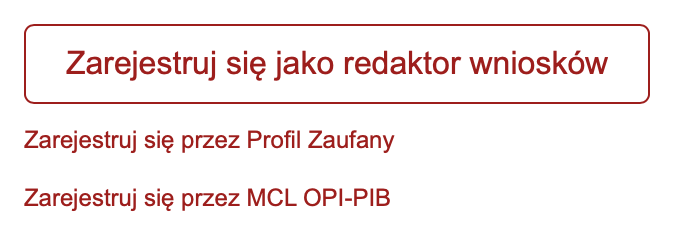 Zarejestruj się jako redaktor wniosków
Zarejestruj się przez Profil Zaufany
Zarejestruj się przez MCL OPI-PIB